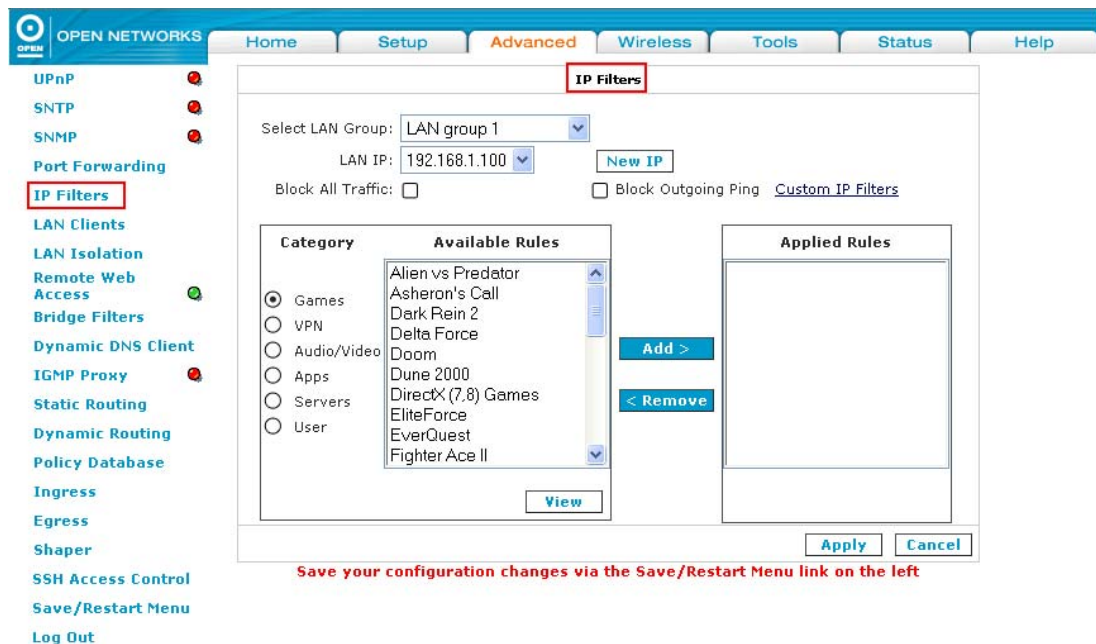 OPEN
OPEN NETWORKS
Home
Setup
Advanced
Wireless
Tools
Status
Help
UPnP
SNTP
SNMP
Port Forwarding
IP Filters
LAN Clients
LAN Isolation
Remote Web
Access
Bridge Filters
Dynamic DNS Client
IGMP Proxy
Static Routing
Dynamic Routing
Policy Database
Ingress
Egress
Shaper
SSH Access Control
Save/Restart Menu
Log Out
IP Filters
Select LAN Group: LAN group 1
LAN IP: 192.168.1.100 New IP
Block All Traffic: Block Outgoing Ping Custom IP Filters
Category
Games
VPN
Audio/Video
Apps
Servers
User
Available Rules
Alien vs Predator
Asheron's Call
Dark Rein 2
Delta Force
Doom
Dune 2000
DirectX (7,8) Games
EliteForce
EverQuest
Fighter Ace II
View
Add >
< Remove
Applied Rules
Apply Cancel
Save your configuration changes via the Save/Restart Menu link on the left